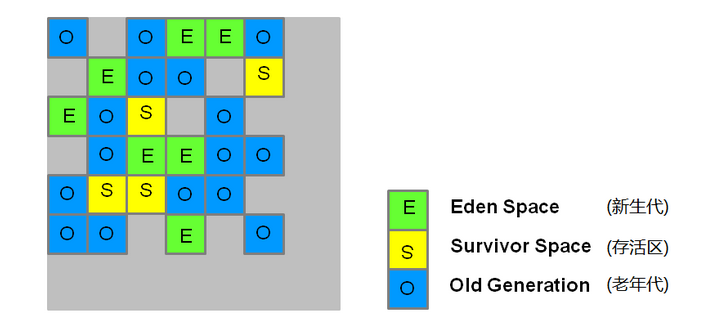 O O E E O
E O O S
E O S O
O E E O O
O S S O O
O O E O
E Eden Space (新生代)
S Survivor Space (存活区)
O Old Generation (老年代)